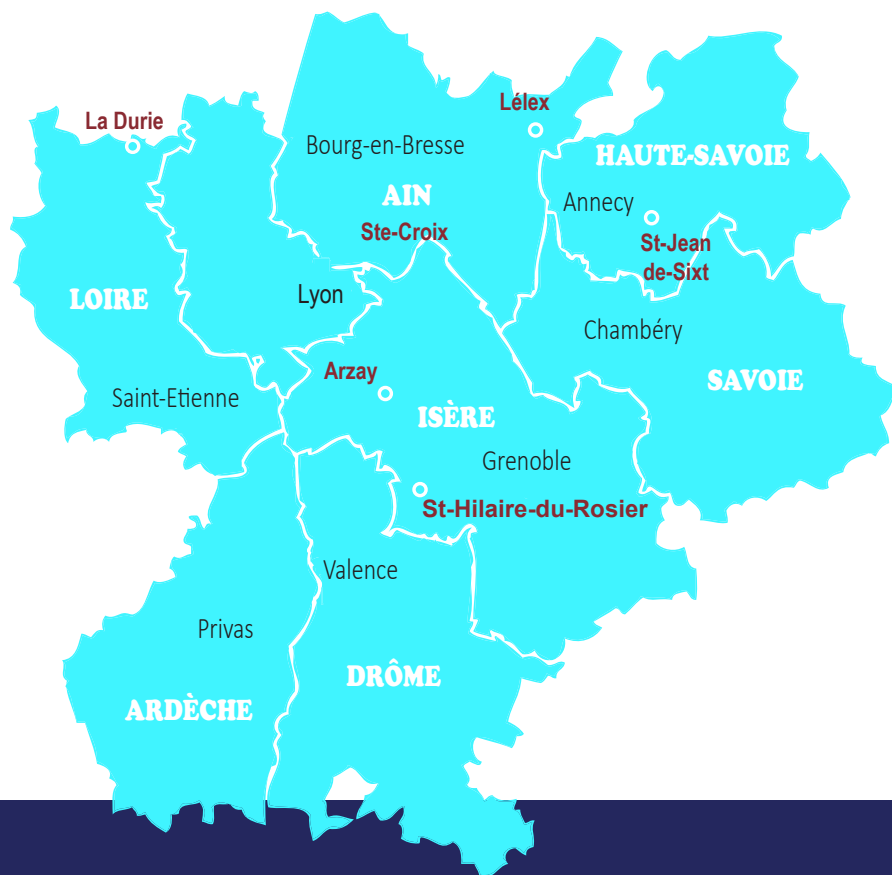 La Durie
Lélex
Bourg-en-Bresse
HAUTE-SAVOIE
AIN
Annecy
Ste-Croix
St-Jean
de-Sixt
LOIRE
Lyon
Chambéry
Arzay
SAVOIE
Saint-Etienne
ISÈRE
Grenoble
St-Hilaire-du-Rosier
Valence
Privas
DRÔME
ARDÈCHE